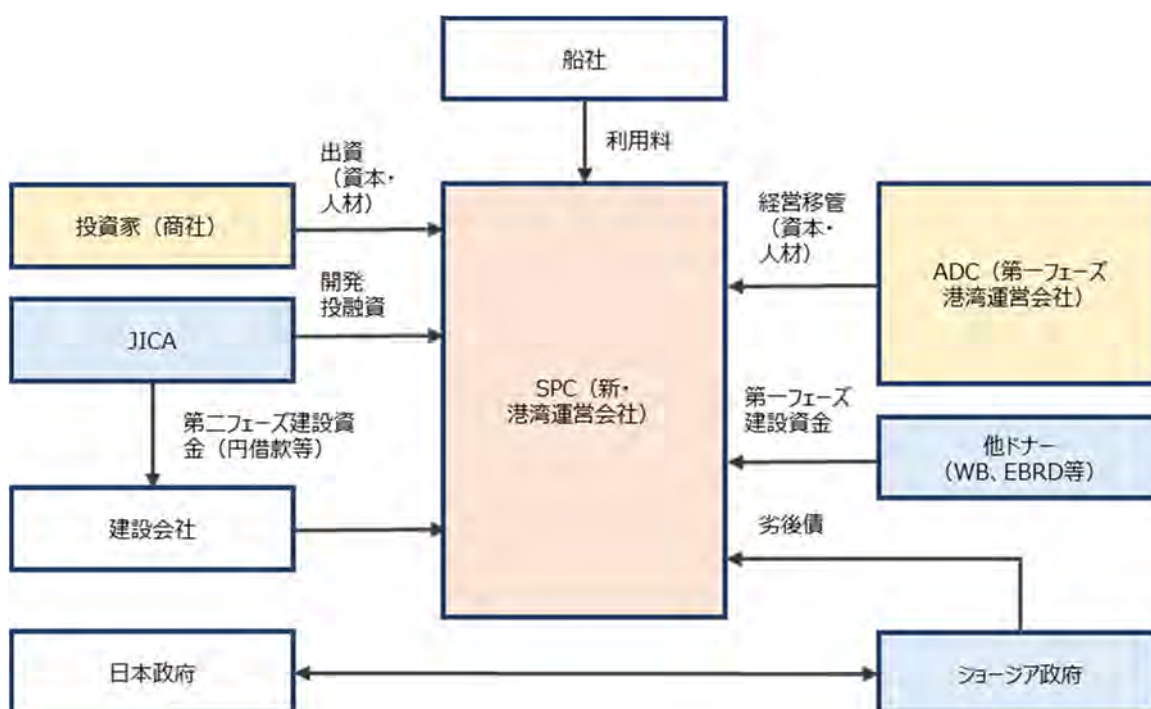 船社
利用料
出資
（資本・
人材）
投資家（商社）
開発
投融資
JICA
第二フェーズ建設資
金（円借款等）
建設会社
SPC（新・
港湾運営会社）
経営移管
（資本・
人材）
ADC（第一フェーズ
港湾運営会社）
第一フェーズ
建設資金
他ドナー
（WB、EBRD等）
劣後債
日本政府
ジョージア政府